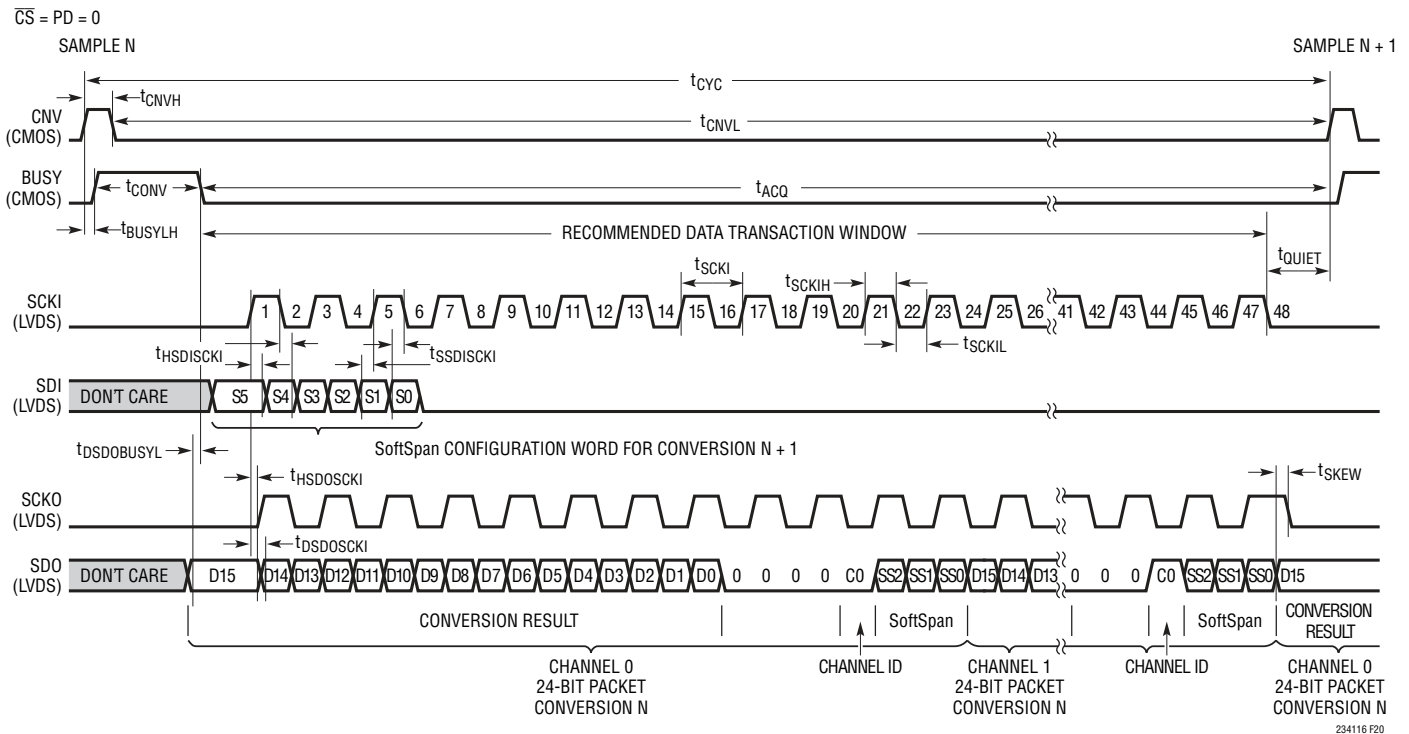 CS = PD = 0
SAMPLE N
SAMPLE N + 1
tCYC
tCNVH
CNV
(CMOS)
tCNVL
BUSY
(CMOS)
tCONV
tACQ
tBUSYLH
RECOMMENDED DATA TRANSACTION WINDOW
tQUIET
tSCKI
tSCKIH
SCKI
(LVDS)
1 2 3 4 5 6 7 8 9 10 11 12 13 14 15 16 17 18 19 20 21 22 23 24 25 26 41 42 43 44 45 46 47 48
tHSDISCKI
tSSDISCKI
tSCKIL
SDI
(LVDS)
DON'T CARE S5 S4 S3 S2 S1 S0
tDSDOBUSYL
SoftSpan CONFIGURATION WORD FOR CONVERSION N + 1
tHSDOSCKI
tSKEW
SCKO
(LVDS)
tDSDOSCKI
SDO
(LVDS)
DON'T CARE D15 D14 D13 D12 D11 D10 D9 D8 D7 D6 D5 D4 D3 D2 D1 D0 0 0 0 0 C0 SS2 SS1 SS0 D15 D14 D13 0 0 0 C0 SS2 SS1 SS0 D15
CONVERSION RESULT
SoftSpan
SoftSpan
CONVERSION
RESULT
CHANNEL 0
24-BIT PACKET
CONVERSION N
CHANNEL ID
CHANNEL 1
24-BIT PACKET
CONVERSION N
CHANNEL ID
CHANNEL 0
24-BIT PACKET
CONVERSION N
234116 F20